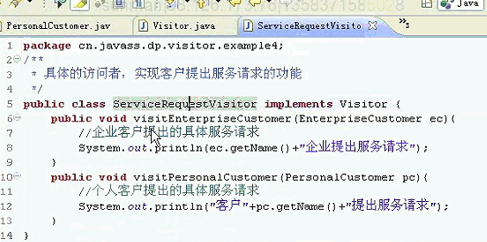 PersonalCustomer.jav Visitor.java ServiceRequestVisito Java
1 package cn.javass.dp.visitor.example4;
2 /**
3 * 具体的访问者,实现客户提出服务请求的功能
4 */
5 public class ServiceRequestVisitor implements Visitor {
6 public void visitEnterpriseCustomer(EnterpriseCustomer ec){
7 //企业客户提出的具体服务请求
8 System.out.println(ec.getName()+"企业提出服务请求");
9 }
10 public void visitPersonalCustomer(PersonalCustomer pc){
11 //个人客户提出的具体服务请求
12 System.out.println("客户"+pc.getName()+"提出服务请求");
13 }
14 }